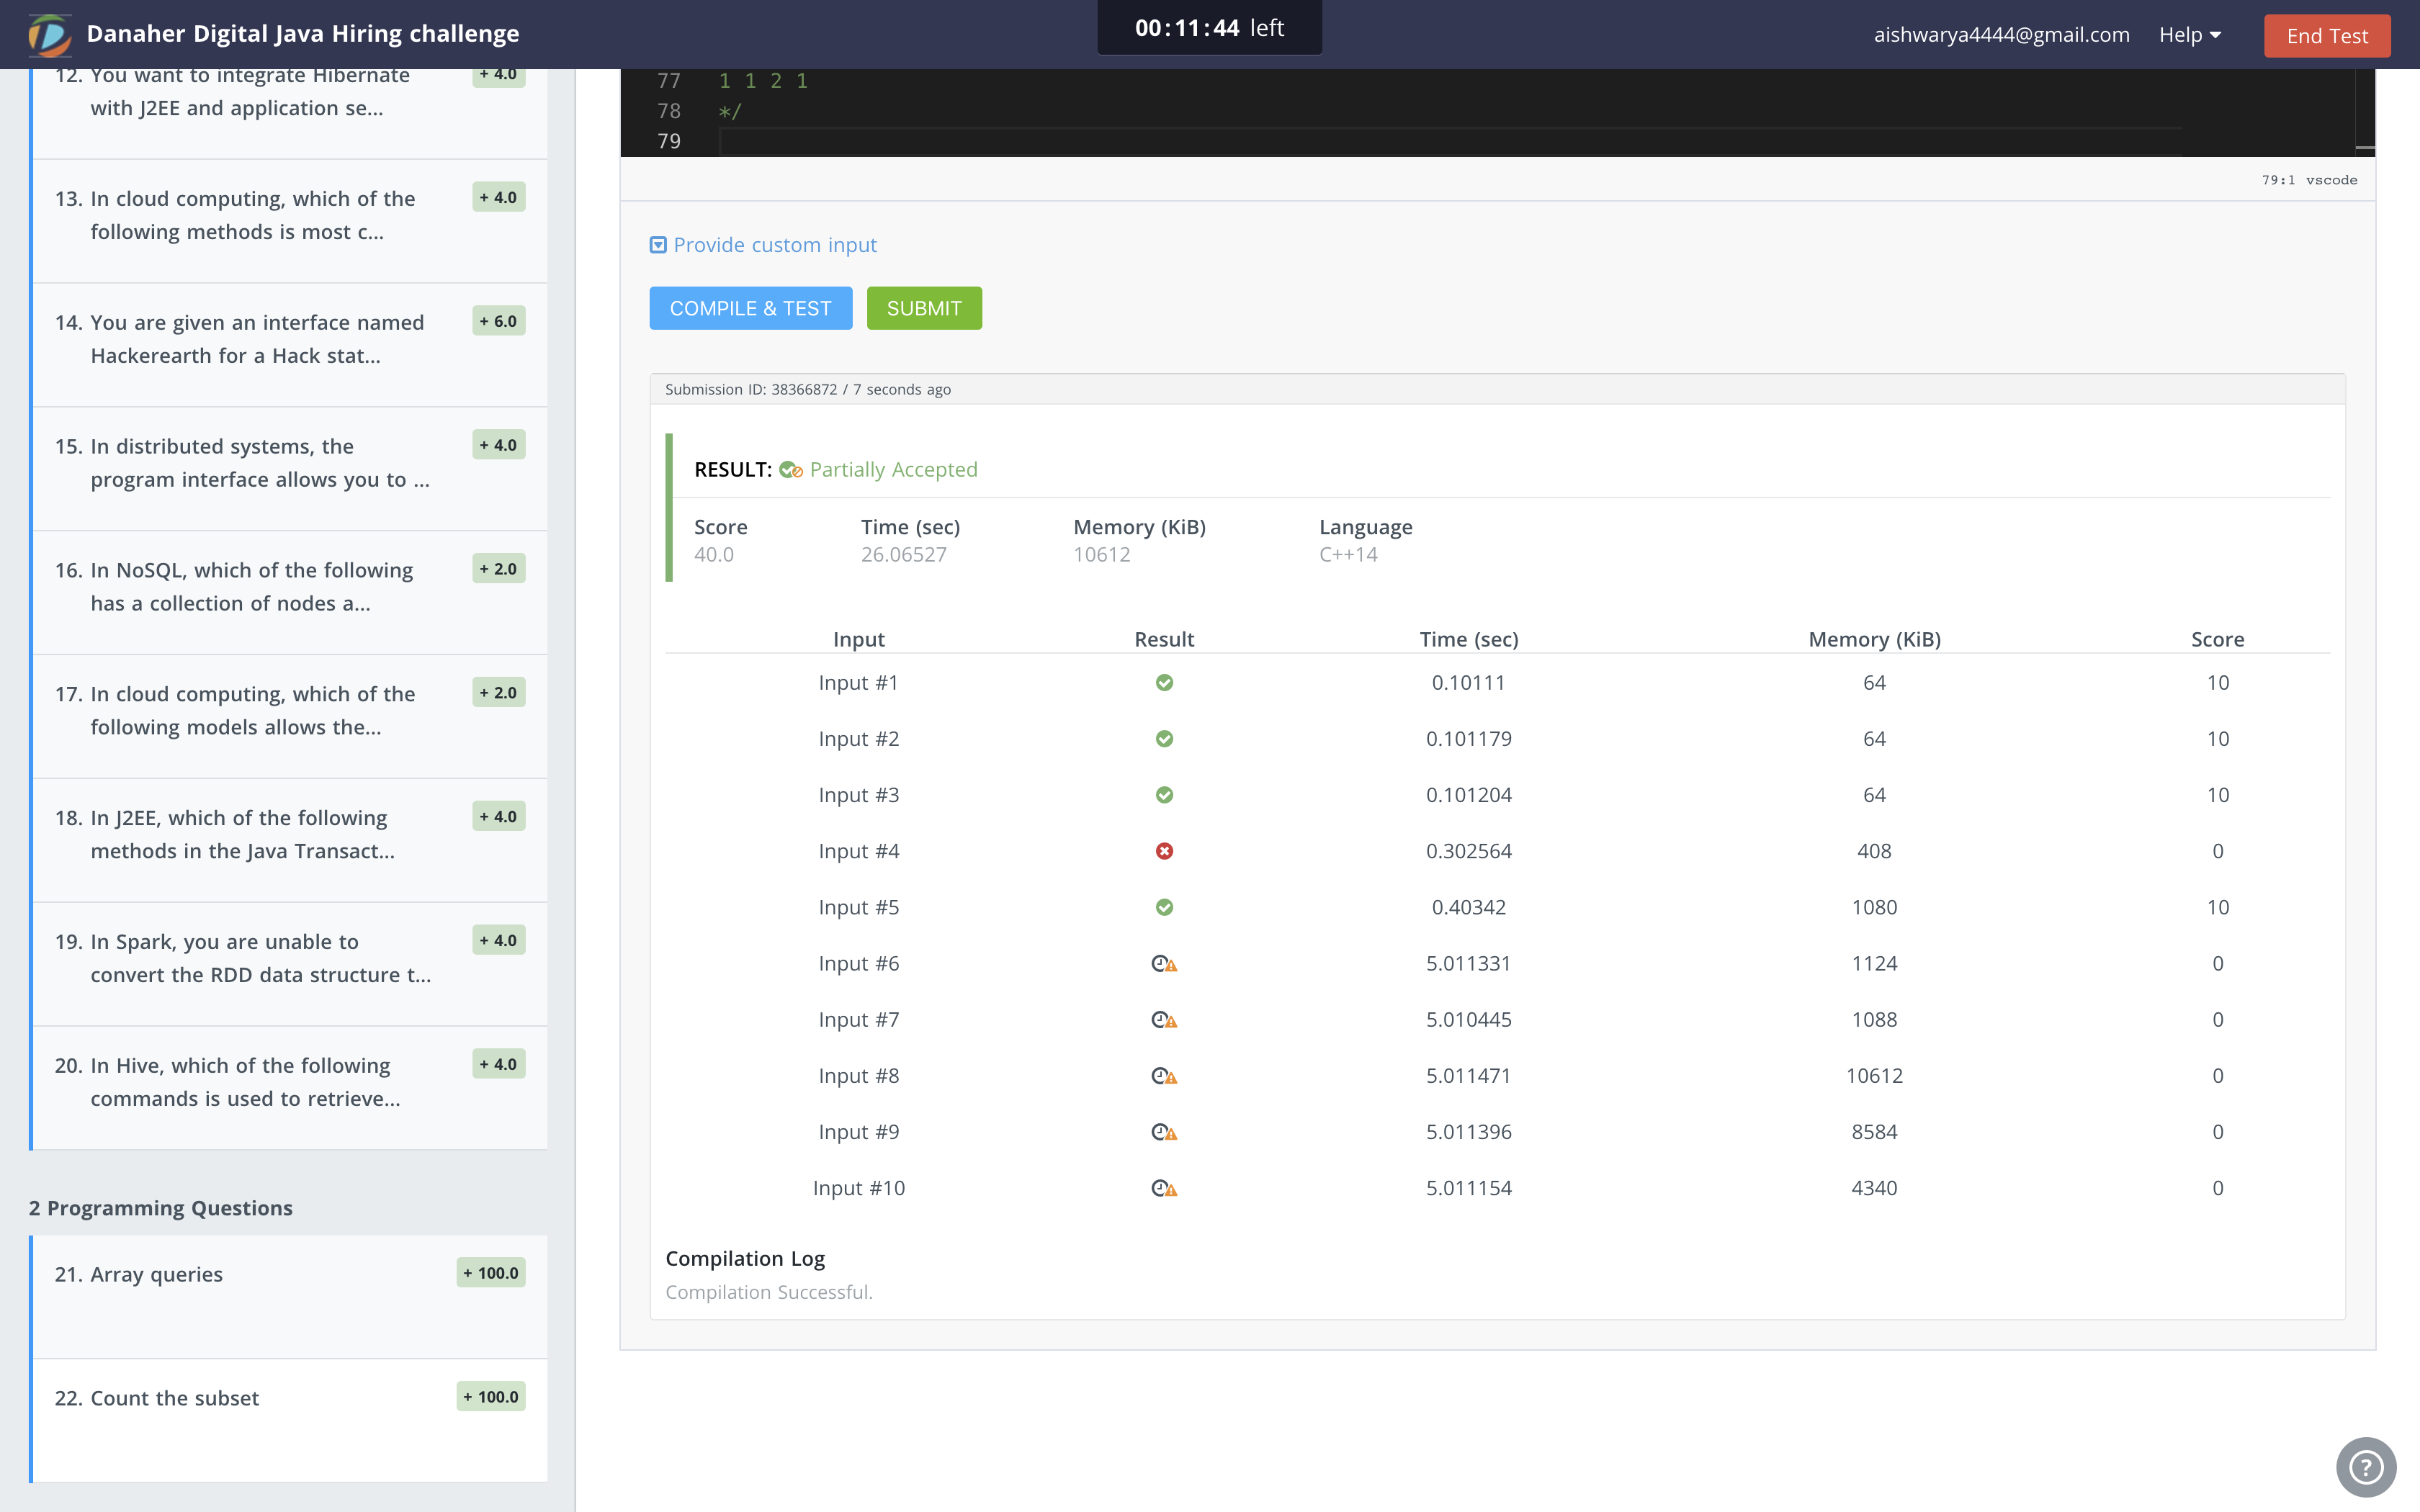 Danaher Digital Java Hiring challenge
00:11:44 left
aishwarya4444@gmail.com
Help
End Test
12. You want to integrate Hibernate + 4.0
with J2EE and application se...
13. In cloud computing, which of the + 4.0
following methods is most c...
14. You are given an interface named + 6.0
Hackerearth for a Hack stat...
15. In distributed systems, the + 4.0
program interface allows you to ...
16. In NoSQL, which of the following + 2.0
has a collection of nodes a...
17. In cloud computing, which of the + 2.0
following models allows the...
18. In J2EE, which of the following + 4.0
methods in the Java Transact...
19. In Spark, you are unable to + 4.0
convert the RDD data structure t...
20. In Hive, which of the following + 4.0
commands is used to retrieve...
2 Programming Questions
21. Array queries + 100.0
22. Count the subset + 100.0
77 1 1 2 1
78 */
79
79:1 vscode
Provide custom input
COMPILE & TEST
SUBMIT
Submission ID: 38366872 / 7 seconds ago
RESULT: Partially Accepted
Score Time (sec) Memory (KiB) Language
40.0 26.06527 10612 C++14
Input Result Time (sec) Memory (KiB) Score
Input #1 0.10111 64 10
Input #2 0.101179 64 10
Input #3 0.101204 64 10
Input #4 0.302564 408 0
Input #5 0.40342 1080 10
Input #6 5.011331 1124 0
Input #7 5.010445 1088 0
Input #8 5.011471 10612 0
Input #9 5.011396 8584 0
Input #10 5.011154 4340 0
Compilation Log
Compilation Successful.
?